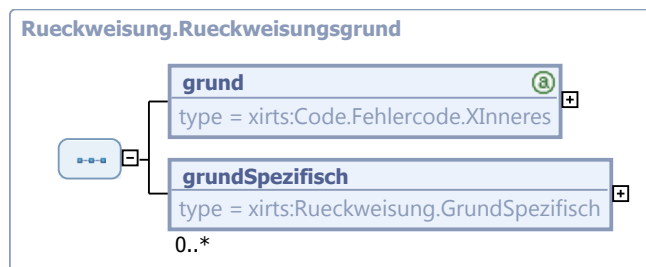 Rueckweisung.Rueckweisungsgrund
grund
a
type = xirts:Code.Fehlercode.XInneres
grundSpezifisch
type = xirts:Rueckweisung.GrundSpezifisch
0..*